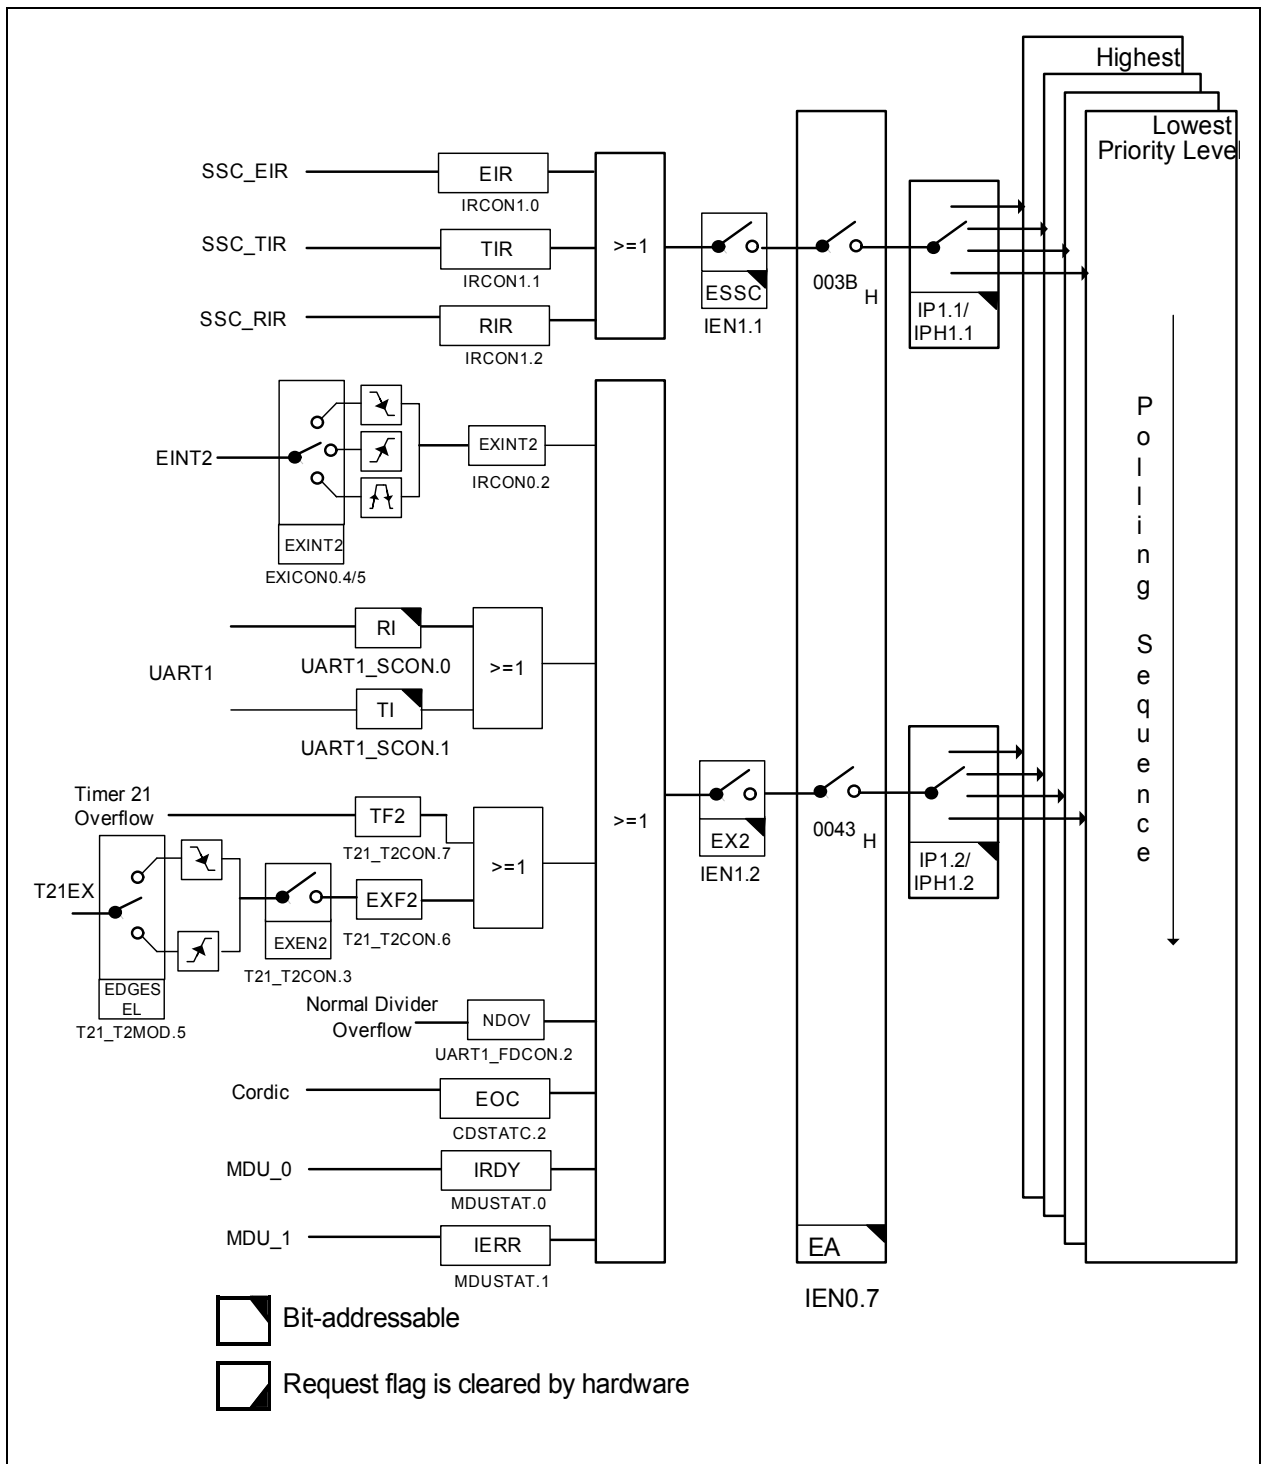 Highest
Lowest
Priority Leve
SSC_EIR
EIR
IRCON1.0
SSC_TIR
TIR
IRCON1.1
SSC_RIR
RIR
IRCON1.2
>=1
ESSC
IEN1.1
003B H
IP1.1/
IPH1.1
EINT2
EXINT2
IRCON0.2
EXINT2
EXICON0.4/5
UART1
RI
UART1_SCON.0
TI
UART1_SCON.1
>=1
Timer 21
Overflow
TF2
T21_T2CON.7
T21EX
EXF2
T21_T2CON.6
EXEN2
T21_T2CON.3
EDGES
EL
T21_T2MOD.5
>=1
Normal Divider
Overflow
NDOV
UART1_FDCON.2
Cordic
EOC
CDSTATC.2
MDU_0
IRDY
MDUSTAT.0
MDU_1
IERR
MDUSTAT.1
>=1
EX2
IEN1.2
0043 H
IP1.2/
IPH1.2
EA
IEN0.7
Polling Sequence
Bit-addressable
Request flag is cleared by hardware